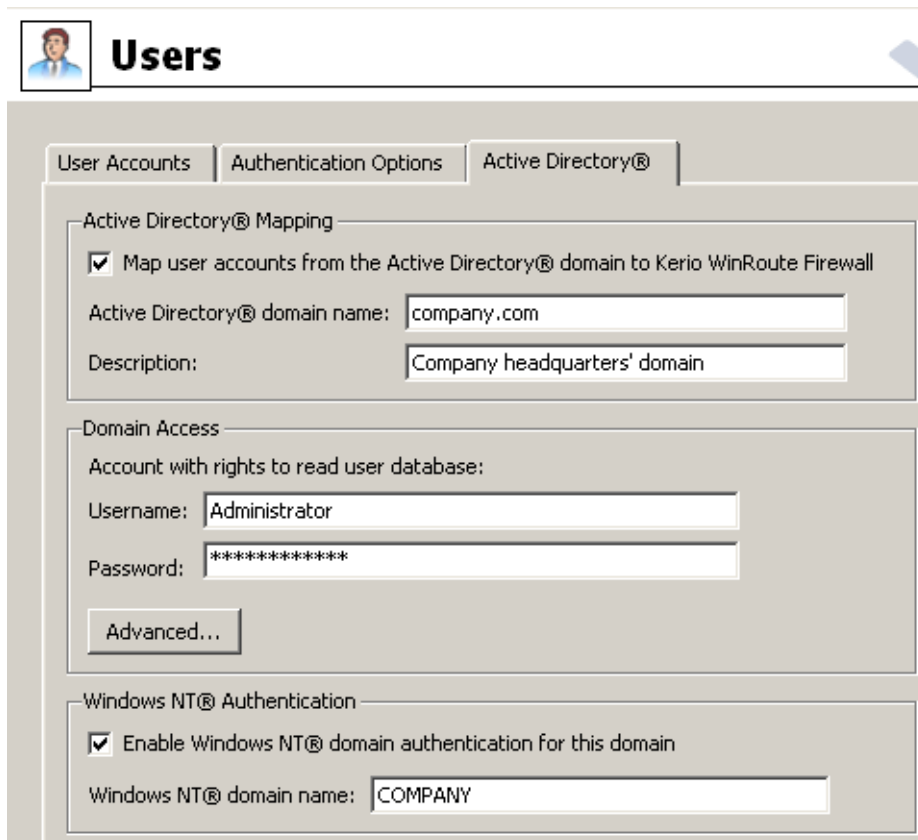 Users
User Accounts Authentication Options Active Directory®
Active Directory® Mapping
Map user accounts from the Active Directory® domain to Kerio WinRoute Firewall
Active Directory® domain name: company.com
Description: Company headquarters' domain
Domain Access
Account with rights to read user database:
Username: Administrator
Password: ************
Advanced...
Windows NT® Authentication
Enable Windows NT® domain authentication for this domain
Windows NT® domain name: COMPANY